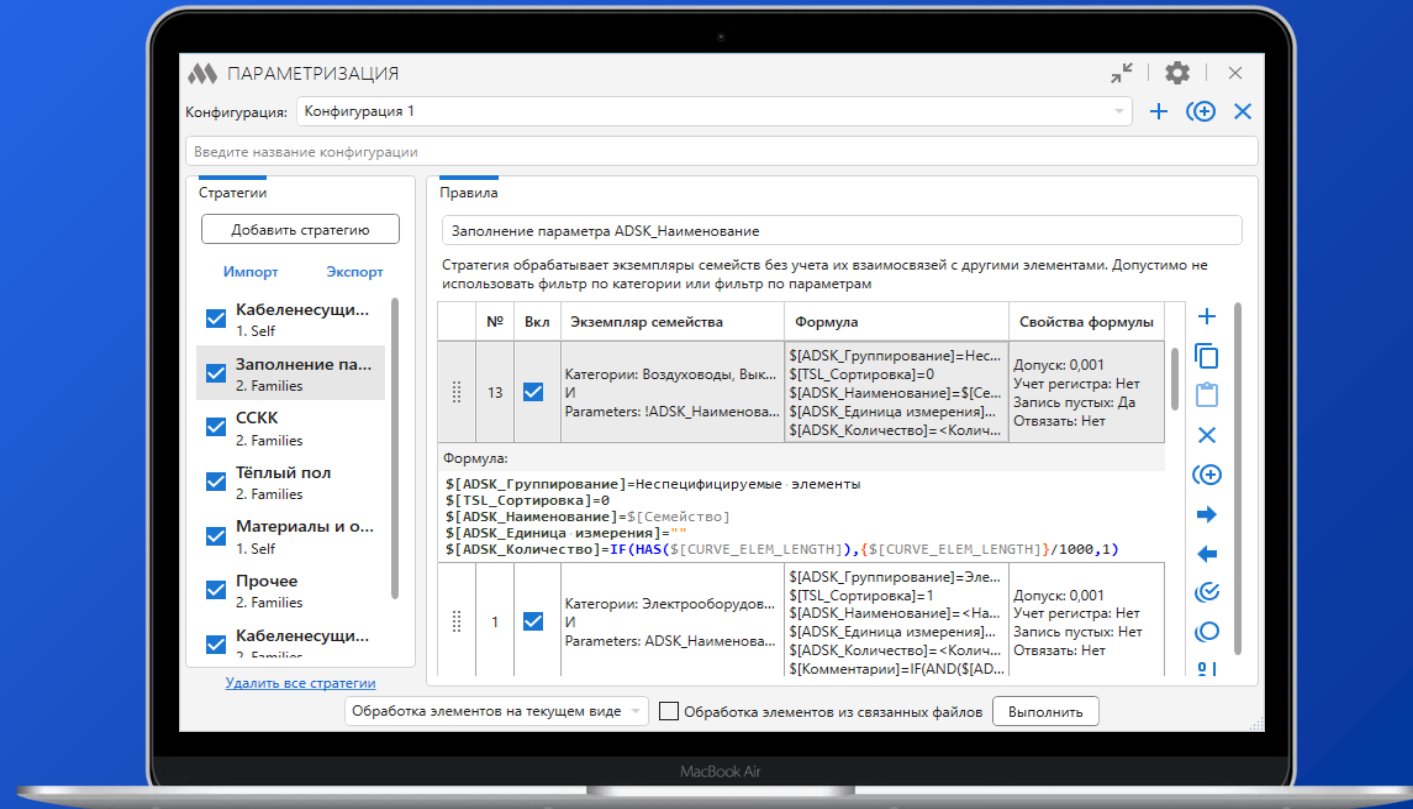 ПАРАМЕТРИЗАЦИЯ
Конфигурация: Конфигурация 1
Введите название конфигурации
Стратегии
Добавить стратегию
Импорт Экспорт
Кабеленесущи...
1. Self
Заполнение па...
2. Families
ССКК
2. Families
Тёплый пол
2. Families
Материалы и о...
1. Self
Прочее
2. Families
Кабеленесущи...
2. Families
Удалить все стратегии
Правила
Заполнение параметра ADSK_Наименование
Стратегия обрабатывает экземпляры семейств без учета их взаимосвязей с другими элементами. Допустимо не
использовать фильтр по категории или фильтр по параметрам
№ Вкл Экземпляр семейства Формула Свойства формулы
13
Категории: Воздуховоды, Вык...
И
Parameters: !ADSK_Наименова...
$[ADSK_Группирование]=Нес...
$[TSL_Сортировка]=0
$[ADSK_Наименование]=$[Се...
$[ADSK_Единица измерения]...
$[ADSK_Количество]=<Колич...
Допуск: 0,001
Учет регистра: Нет
Запись пустых: Да
Отвязать: Нет
Формула:
$[ADSK_Группирование]=Неспецифицируемые·элементы
$[TSL_Сортировка]=0
$[ADSK_Наименование]=$[Семейство]
$[ADSK_Единица·измерения]=""
$[ADSK_Количество]=IF(HAS($[CURVE_ELEM_LENGTH]),{$[CURVE_ELEM_LENGTH]}/1000,1)
1
Категории: Электрооборудов...
И
Parameters: ADSK_Наименова...
$[ADSK_Группирование]=Эле...
$[TSL_Сортировка]=1
$[ADSK_Наименование]=<На...
$[ADSK_Единица измерения]...
$[ADSK_Количество]=<Колич...
$[Комментарии]=IF(AND($[AD...
Допуск: 0,001
Учет регистра: Нет
Запись пустых: Нет
Отвязать: Нет
Обработка элементов на текущем виде Обработка элементов из связанных файлов Выполнить
MacBook Air